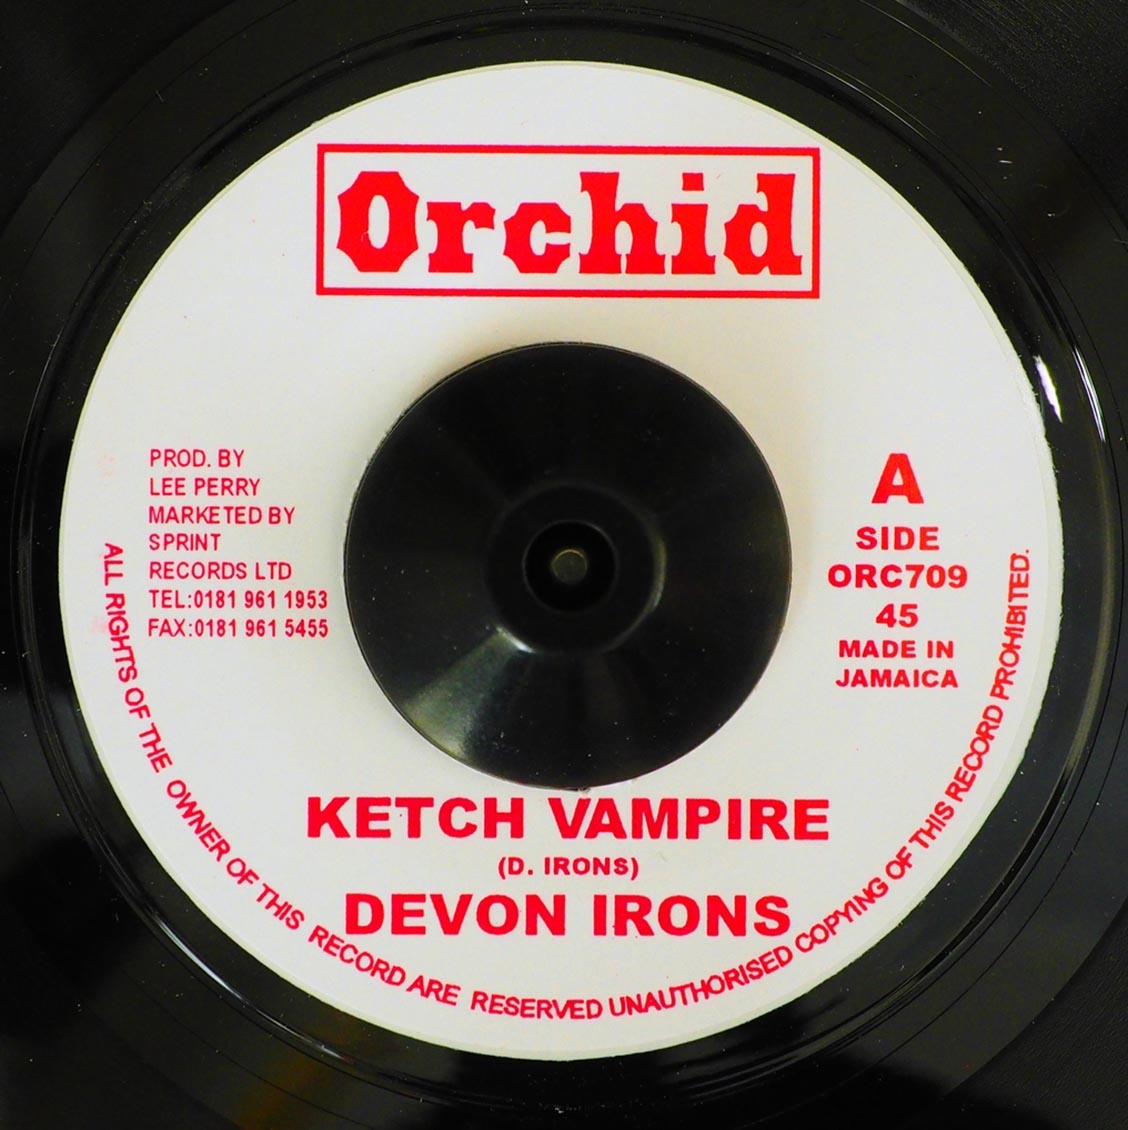 Orchid
PROD. BY
LEE PERRY
MARKETED BY
SPRINT
RECORDS LTD
TEL:0181 961 1953
FAX:0181 961 5455
A
SIDE
ORC709
45
MADE IN
JAMAICA
KETCH VAMPIRE
(D. IRONS)
DEVON IRONS
ALL RIGHTS OF THE OWNER OF THIS RECORD ARE RESERVED UNAUTHORISED COPYING OF THIS RECORD PROHIBITED.